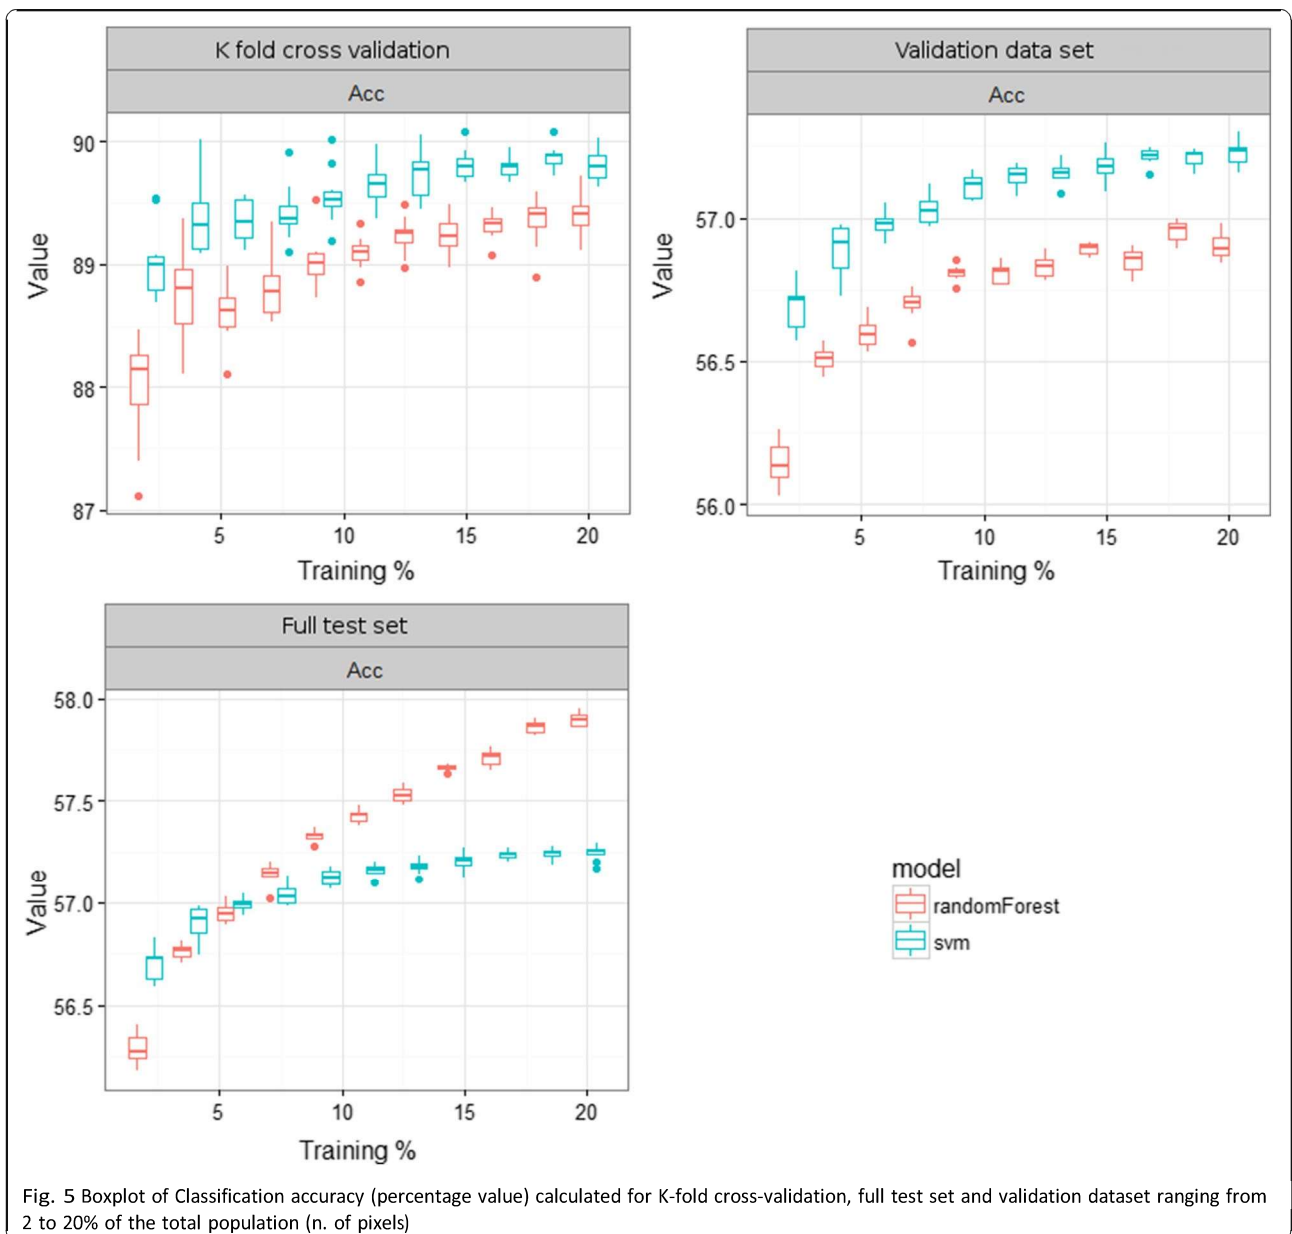 K fold cross validation
Acc
90
89
88
87
Value
5 10 15 20
Training %
Validation data set
Acc
57.0
56.5
56.0
Value
5 10 15 20
Training %
Full test set
Acc
58.0
57.5
57.0
56.5
Value
5 10 15 20
Training %
model
randomForest
svm
Fig. 5 Boxplot of Classification accuracy (percentage value) calculated for K-fold cross-validation, full test set and validation dataset ranging from
2 to 20% of the total population (n. of pixels)